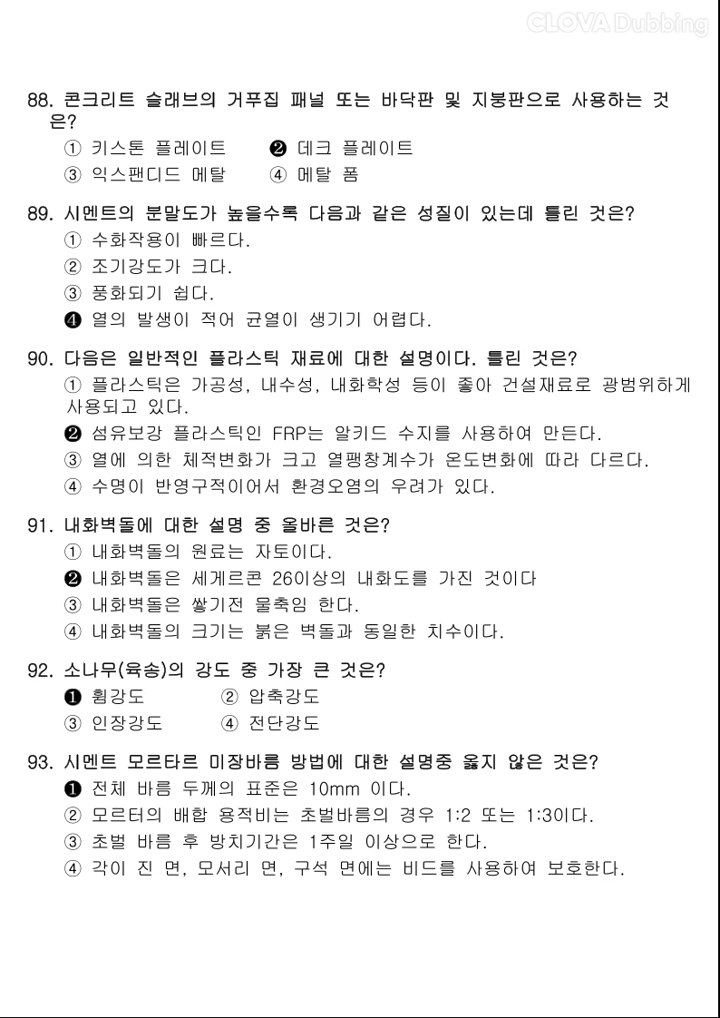 CLOVA Dubbing
88. 콘크리트 슬래브의 거푸집 패널 또는 바닥판 및 지붕판으로 사용하는 것
은?
① 키스톤 플레이트 ❷ 데크 플레이트
③ 익스팬디드 메탈 ④ 메탈 폼
89. 시멘트의 분말도가 높을수록 다음과 같은 성질이 있는데 틀린 것은?
① 수화작용이 빠르다.
② 조기강도가 크다.
③ 풍화되기 쉽다.
❹ 열의 발생이 적어 균열이 생기기 어렵다.
90. 다음은 일반적인 플라스틱 재료에 대한 설명이다. 틀린 것은?
① 플라스틱은 가공성, 내수성, 내화학성 등이 좋아 건설재료로 광범위하게
사용되고 있다.
❷ 섬유보강 플라스틱인 FRP는 알키드 수지를 사용하여 만든다.
③ 열에 의한 체적변화가 크고 열팽창계수가 온도변화에 따라 다르다.
④ 수명이 반영구적이어서 환경오염의 우려가 있다.
91. 내화벽돌에 대한 설명 중 올바른 것은?
① 내화벽돌의 원료는 자토이다.
❷ 내화벽돌은 세게르콘 26이상의 내화도를 가진 것이다
③ 내화벽돌은 쌓기전 물축임 한다.
④ 내화벽돌의 크기는 붉은 벽돌과 동일한 치수이다.
92. 소나무(육송)의 강도 중 가장 큰 것은?
❶ 휨강도 ② 압축강도
③ 인장강도 ④ 전단강도
93. 시멘트 모르타르 미장바름 방법에 대한 설명중 옳지 않은 것은?
❶ 전체 바름 두께의 표준은 10mm 이다.
② 모르터의 배합 용적비는 초벌바름의 경우 1:2 또는 1:3이다.
③ 초벌 바름 후 방치기간은 1주일 이상으로 한다.
④ 각이 진 면, 모서리 면, 구석 면에는 비드를 사용하여 보호한다.